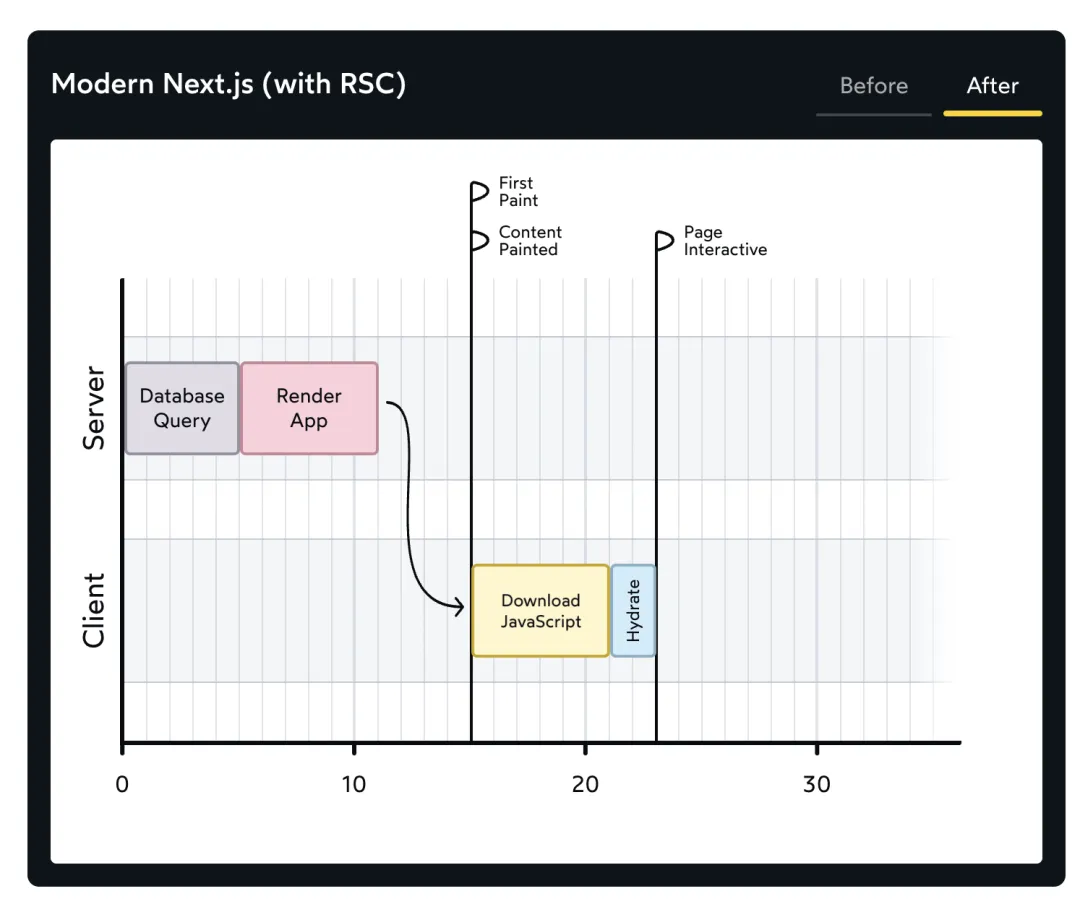 Modern Next.js (with RSC)
Before
After
First
Paint
Content
Painted
Page
Interactive
Server
Database
Query
Render
App
Client
Download
JavaScript
Hydrate
0
10
20
30